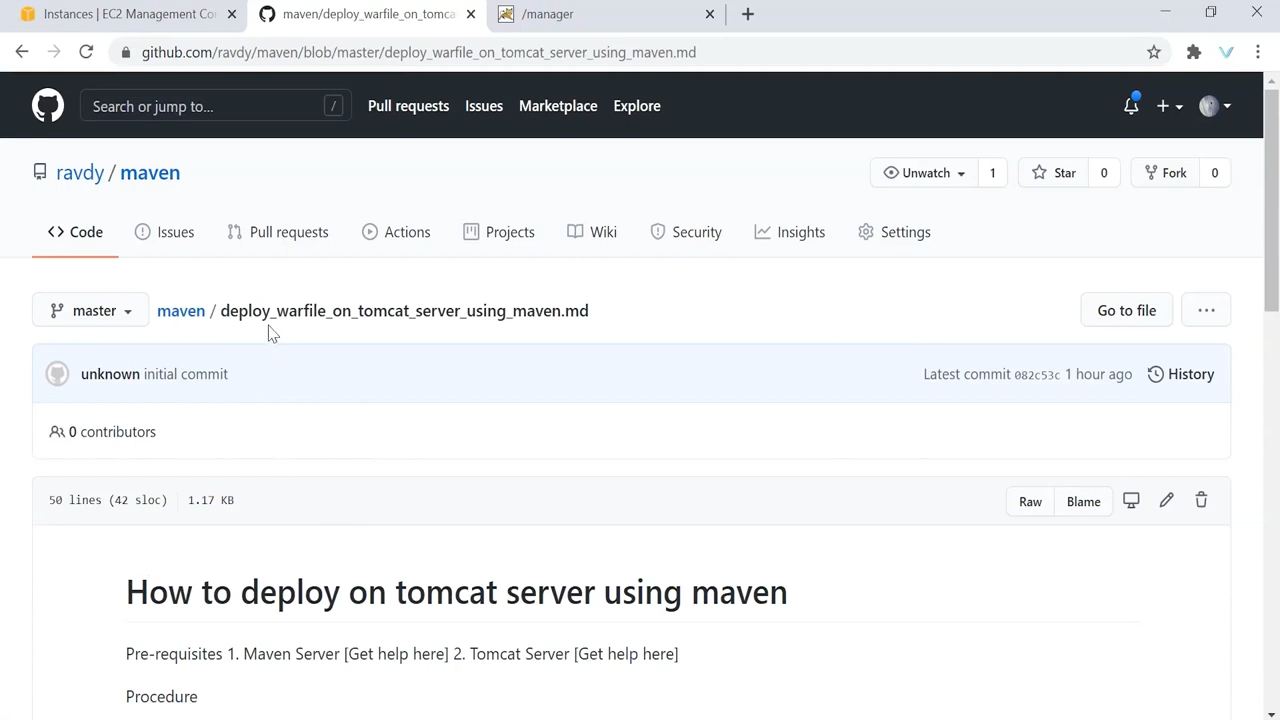 Instances | EC2 Management Co
maven/deploy_warfile_on_tomca
/manager
github.com/ravdy/maven/blob/master/deploy_warfile_on_tomcat_server_using_maven.md
Search or jump to...
/
Pull requests
Issues
Marketplace
Explore
ravdy / maven
Unwatch
1
Star
0
Fork
0
Code
Issues
Pull requests
Actions
Projects
Wiki
Security
Insights
Settings
master
maven / deploy_warfile_on_tomcat_server_using_maven.md
Go to file
unknown initial commit
Latest commit 082c53c 1 hour ago
History
0 contributors
50 lines (42 sloc)
1.17 KB
Raw
Blame
How to deploy on tomcat server using maven
Pre-requisites 1. Maven Server [Get help here] 2. Tomcat Server [Get help here]
Procedure